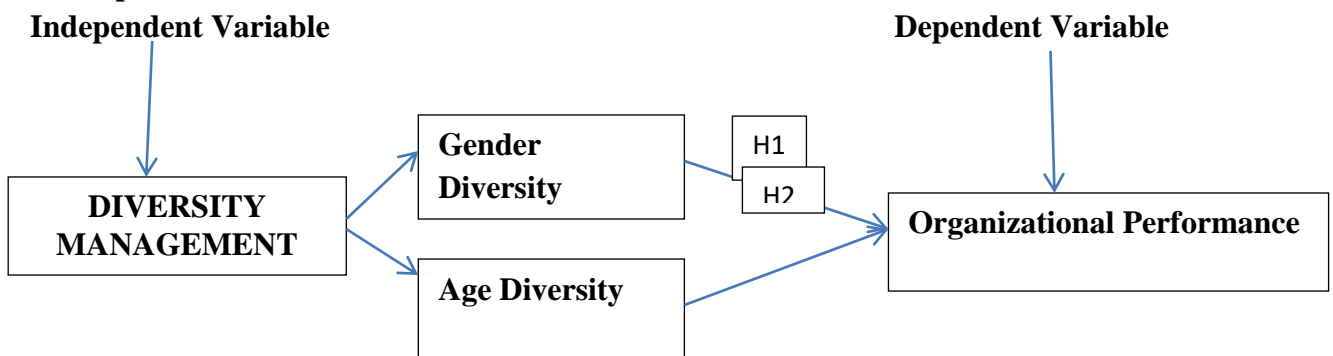 Independent Variable
Dependent Variable
Gender
Diversity
H1
H2
DIVERSITY
MANAGEMENT
Organizational Performance
Age Diversity